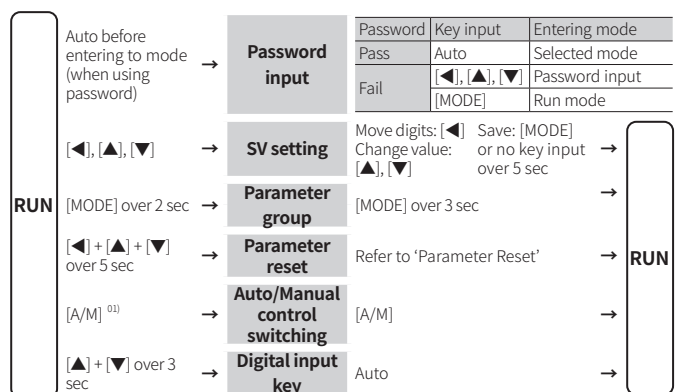 RUN
Auto before
entering to mode
(when using
password)
→
Password
input
Password Key input Entering mode
Pass Auto Selected mode
Fail [◀], [▲], [▼] Password input
[MODE] Run mode
[◀], [▲], [▼]
→
SV setting
Move digits: [◀]
Change value:
[▲], [▼]
Save: [MODE]
or no key input
over 5 sec
→
[MODE] over 2 sec
→
Parameter
group
[MODE] over 3 sec
→
[◀] + [▲] + [▼]
over 5 sec
→
Parameter
reset
Refer to ‘Parameter Reset’
→
RUN
[A/M] 01)
→
Auto/Manual
control
switching
[A/M]
→
[▲] + [▼] over 3
sec
→
Digital input
key
Auto
→